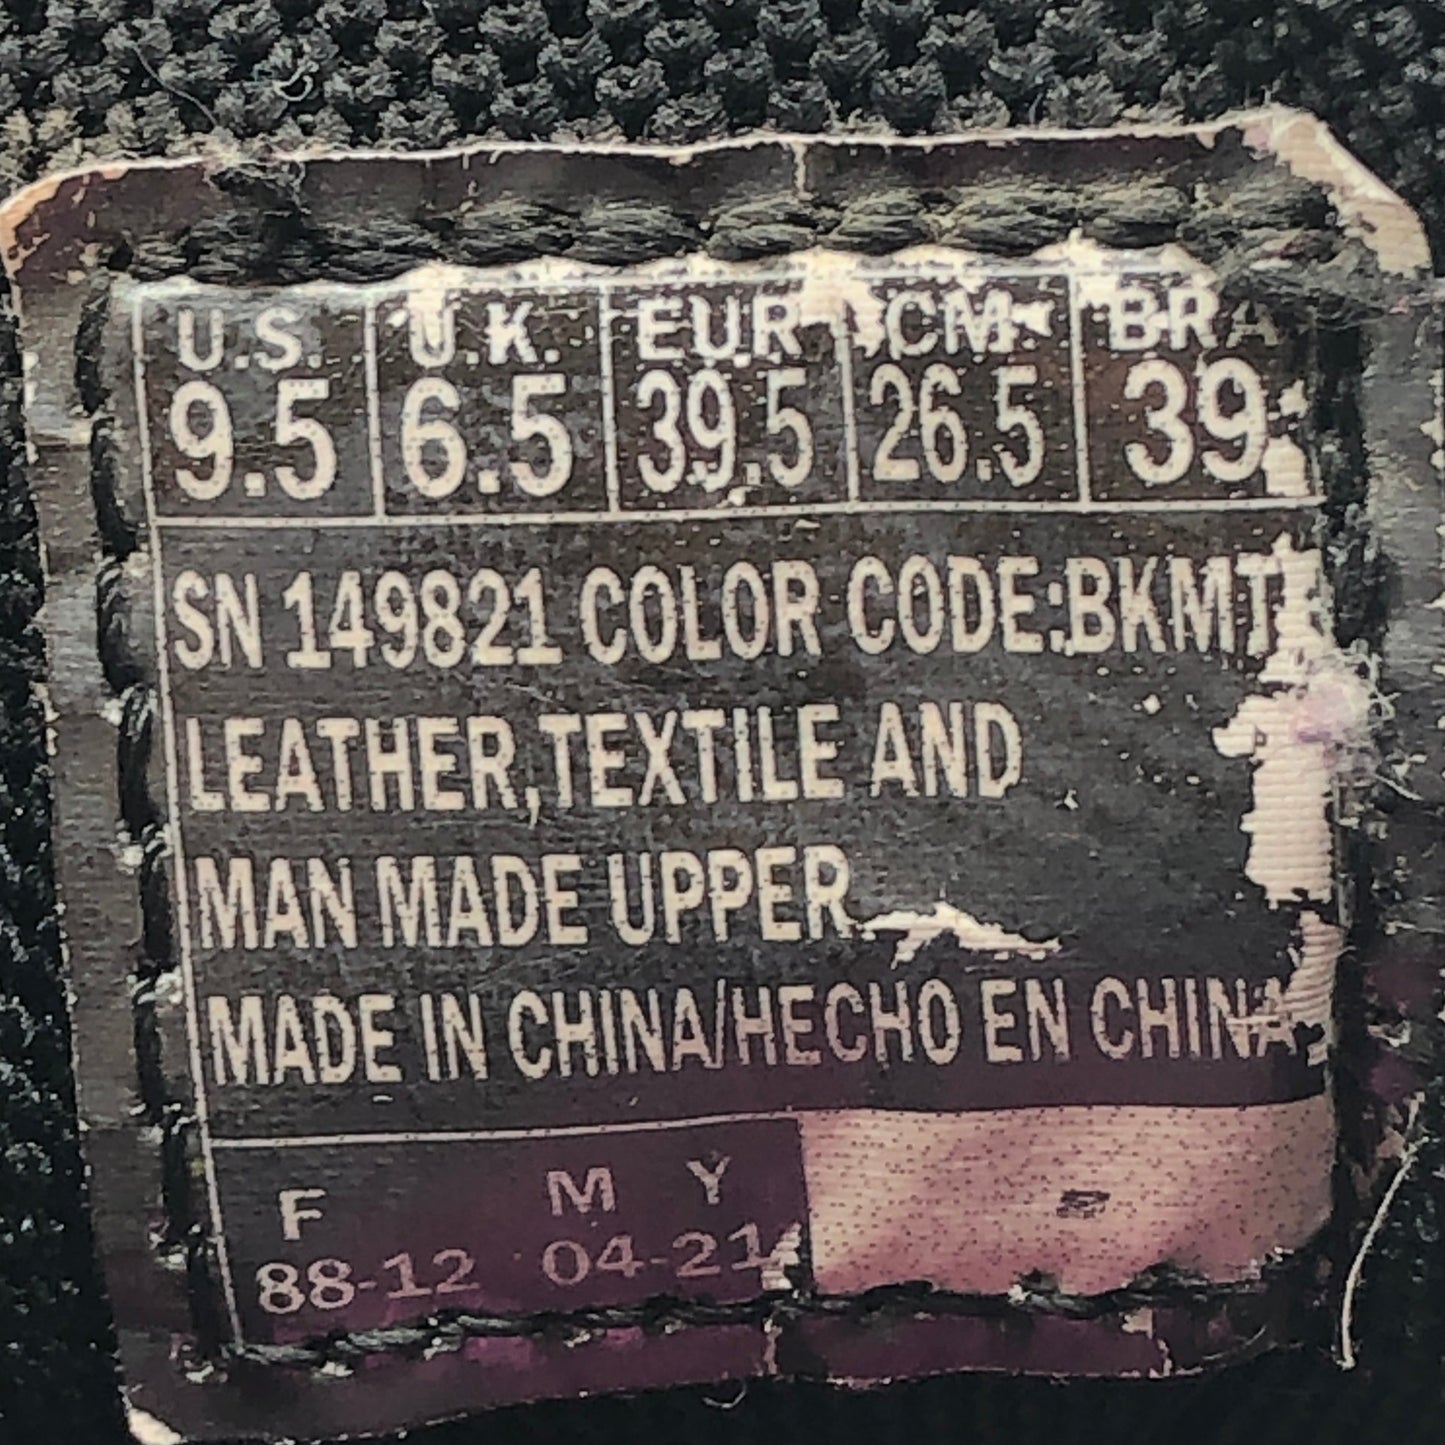 U.S. U.K. EUR CM BRA
9.5 6.5 39.5 26.5 39
SN 149821 COLOR CODE:BKMT
LEATHER,TEXTILE AND
MAN MADE UPPER.
MADE IN CHINA/HECHO EN CHINA
F M Y
88-12 04-21